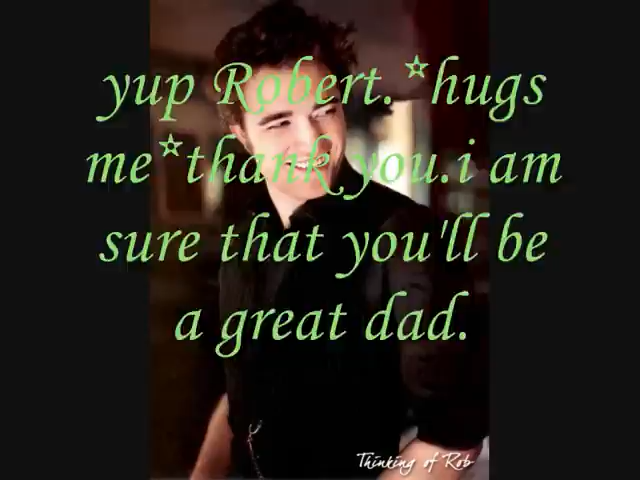 yup Robert.*hugs
me*thank you.i am
sure that you'll be
a great dad.
Thinking of Rob